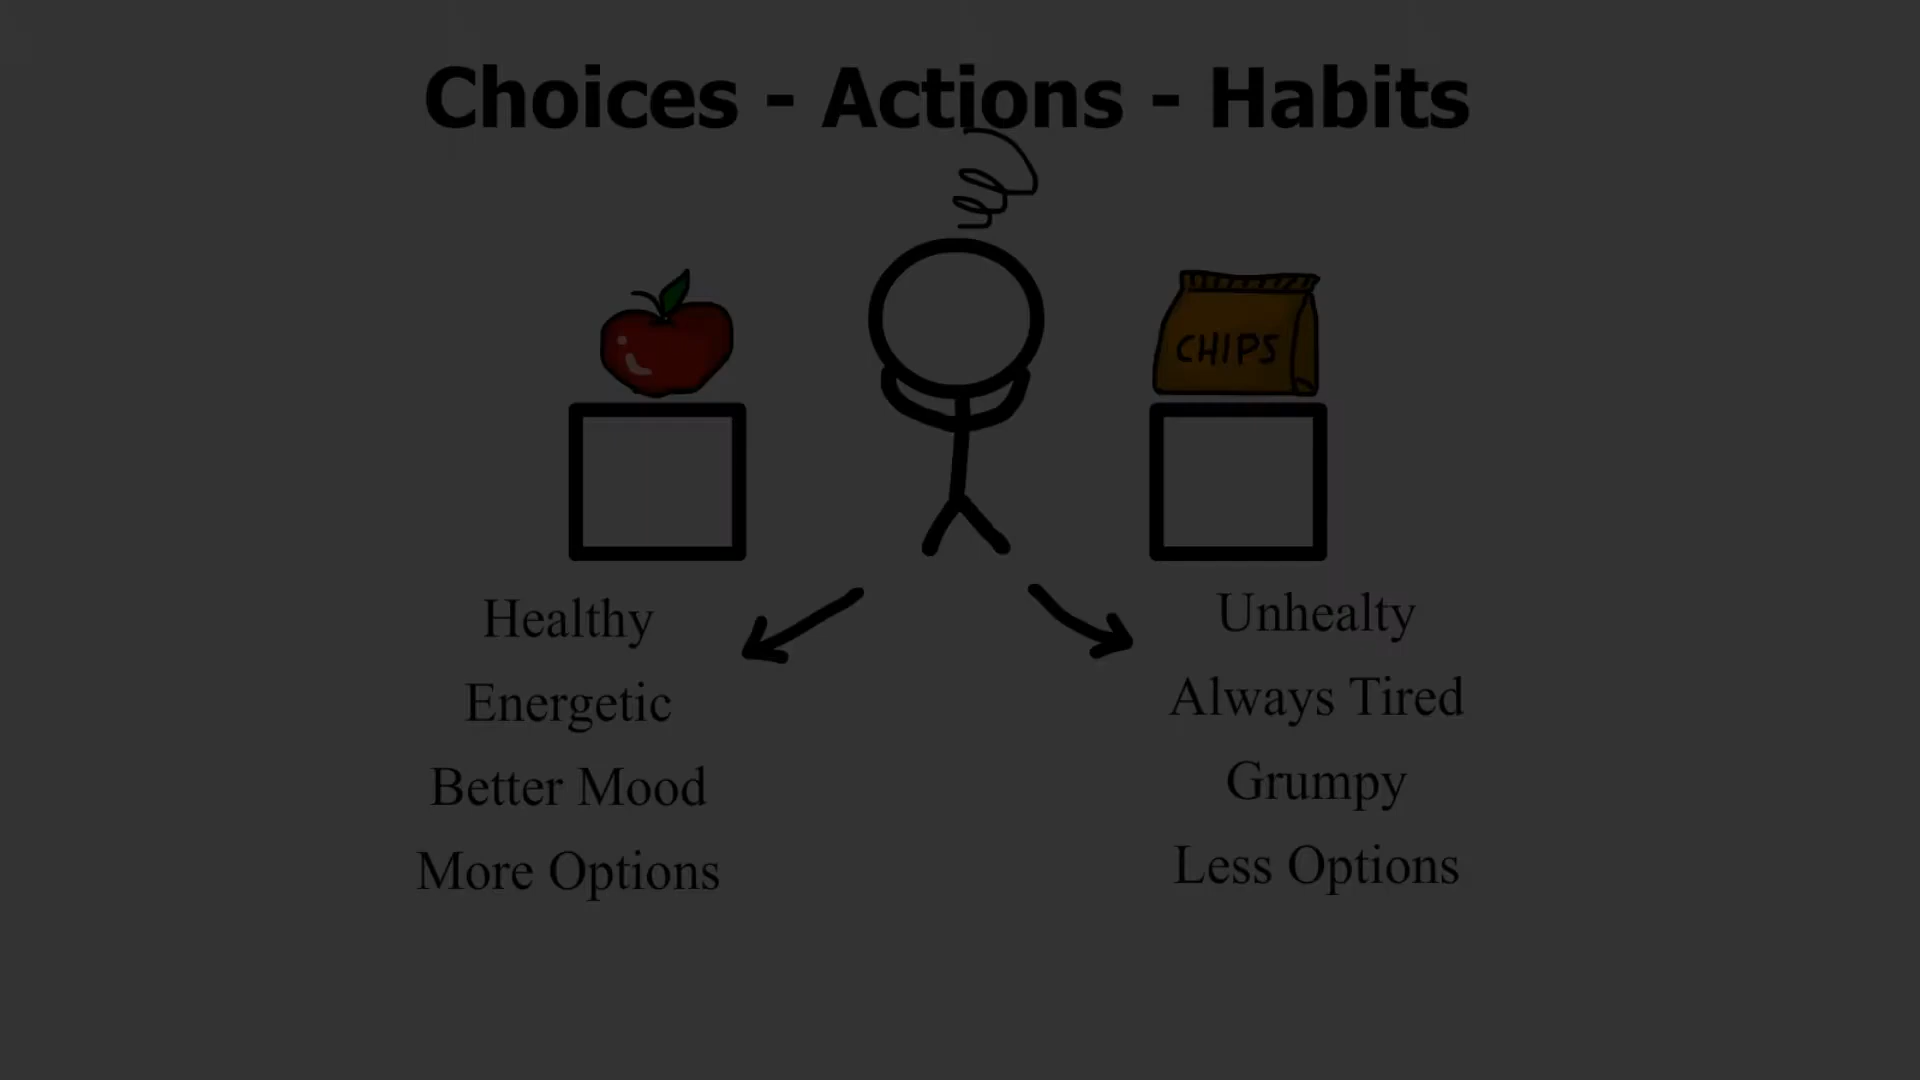 Choices - Actions - Habits
CHIPS
Healthy
Energetic
Better Mood
More Options
Unhealty
Always Tired
Grumpy
Less Options